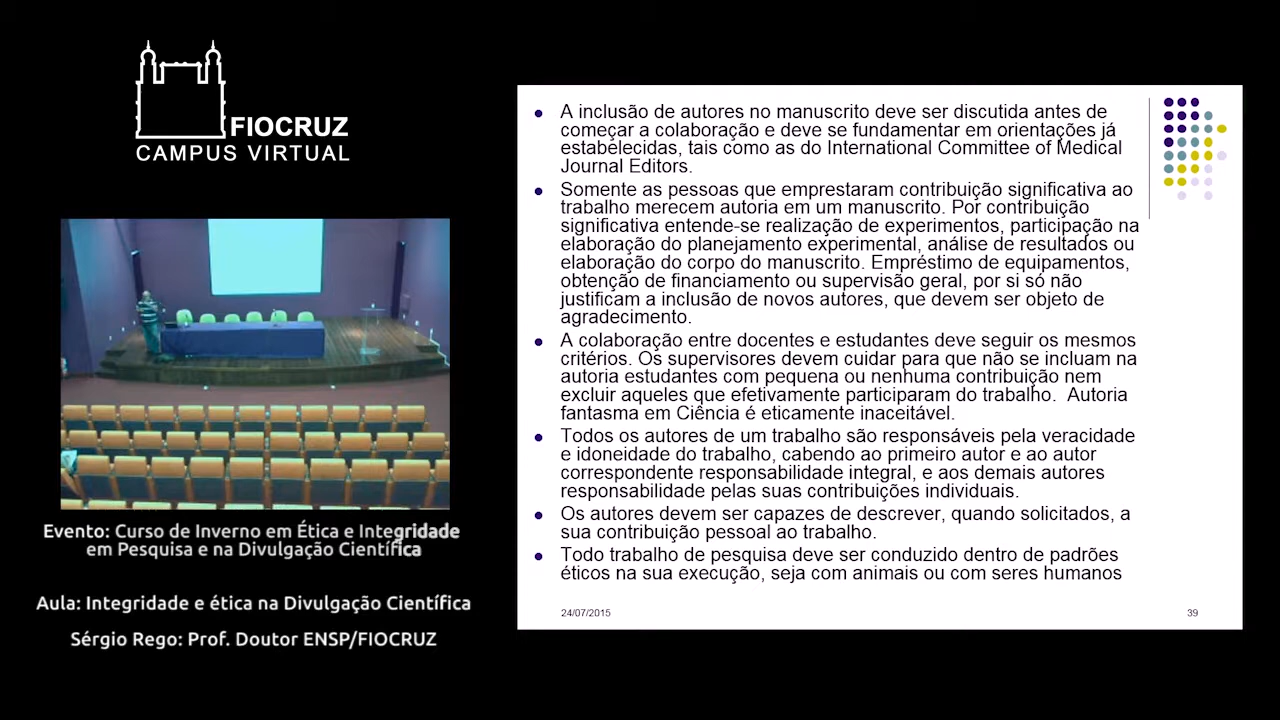 FIOCRUZ
CAMPUS VIRTUAL
Evento: Curso de Inverno em Ética e Integridade
em Pesquisa e na Divulgação Científica
Aula: Integridade e ética na Divulgação Científica
Sérgio Rego: Prof. Doutor ENSP/FIOCRUZ
A inclusão de autores no manuscrito deve ser discutida antes de
começar a colaboração e deve se fundamentar em orientações já
estabelecidas, tais como as do International Committee of Medical
Journal Editors.
Somente as pessoas que emprestaram contribuição significativa ao
trabalho merecem autoria em um manuscrito. Por contribuição
significativa entende-se realização de experimentos, participação na
elaboração do planejamento experimental, análise de resultados ou
elaboração do corpo do manuscrito. Empréstimo de equipamentos,
obtenção de financiamento ou supervisão geral, por si só não
justificam a inclusão de novos autores, que devem ser objeto de
agradecimento.
A colaboração entre docentes e estudantes deve seguir os mesmos
critérios. Os supervisores devem cuidar para que não se incluam na
autoria estudantes com pequena ou nenhuma contribuição nem
excluir aqueles que efetivamente participaram do trabalho. Autoria
fantasma em Ciência é eticamente inaceitável.
Todos os autores de um trabalho são responsáveis pela veracidade
e idoneidade do trabalho, cabendo ao primeiro autor e ao autor
correspondente responsabilidade integral, e aos demais autores
responsabilidade pelas suas contribuições individuais.
Os autores devem ser capazes de descrever, quando solicitados, a
sua contribuição pessoal ao trabalho.
Todo trabalho de pesquisa deve ser conduzido dentro de padrões
éticos na sua execução, seja com animais ou com seres humanos
24/07/2015
39